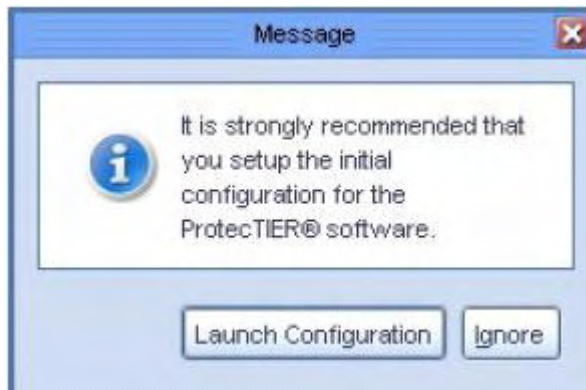 Message
It is strongly recommended that
you setup the initial
configuration for the
ProtecTIER® software.
Launch Configuration
Ignore